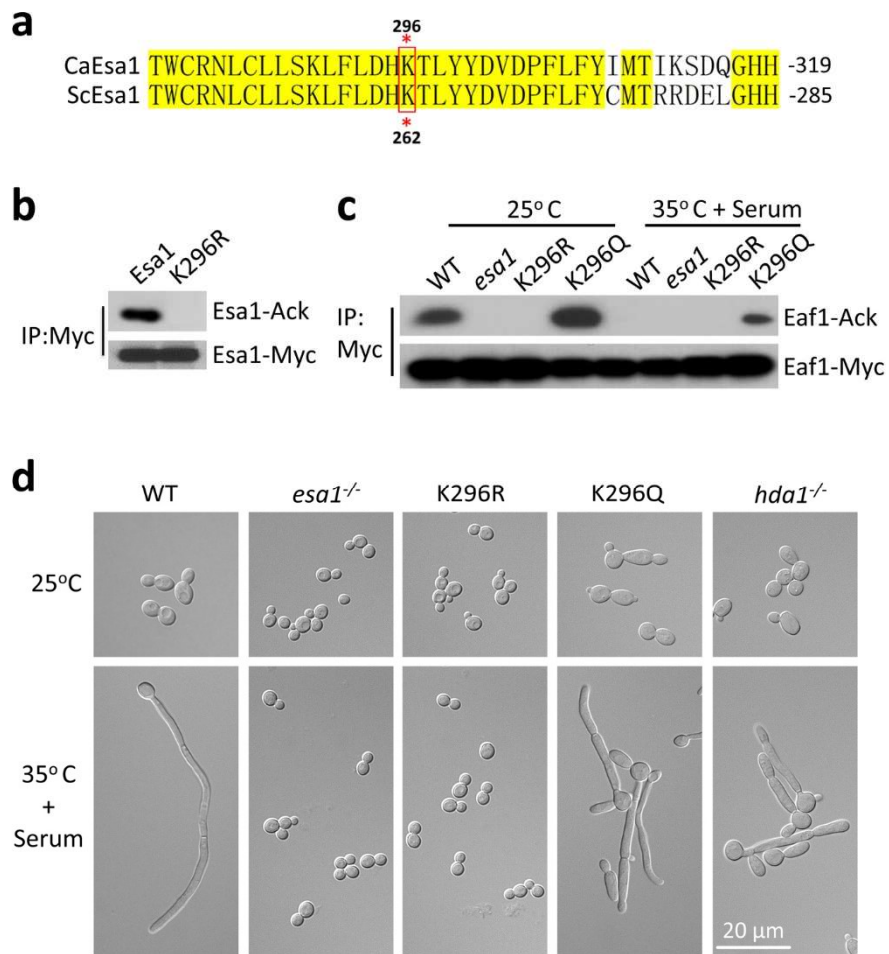 a
296
*
CaEsa1 TWCRNLCLLSKLFLDHKTLYYDVDPFLFYIMTIKSDQGHH -319
ScEsa1 TWCRNLCLLSKLFLDHKTLYYDVDPFLFYCMTRRDELGHH -285
*
262
b
Esa1 K296R
IP:Myc
Esa1-Ack
Esa1-Myc
c
25° C 35° C + Serum
WT esa1 K296R K296Q WT esa1 K296R K296Q
IP:
Myc
Eaf1-Ack
Eaf1-Myc
d
WT esa1-/- K296R K296Q hda1-/-
25°C
35° C
+
Serum
20 µm